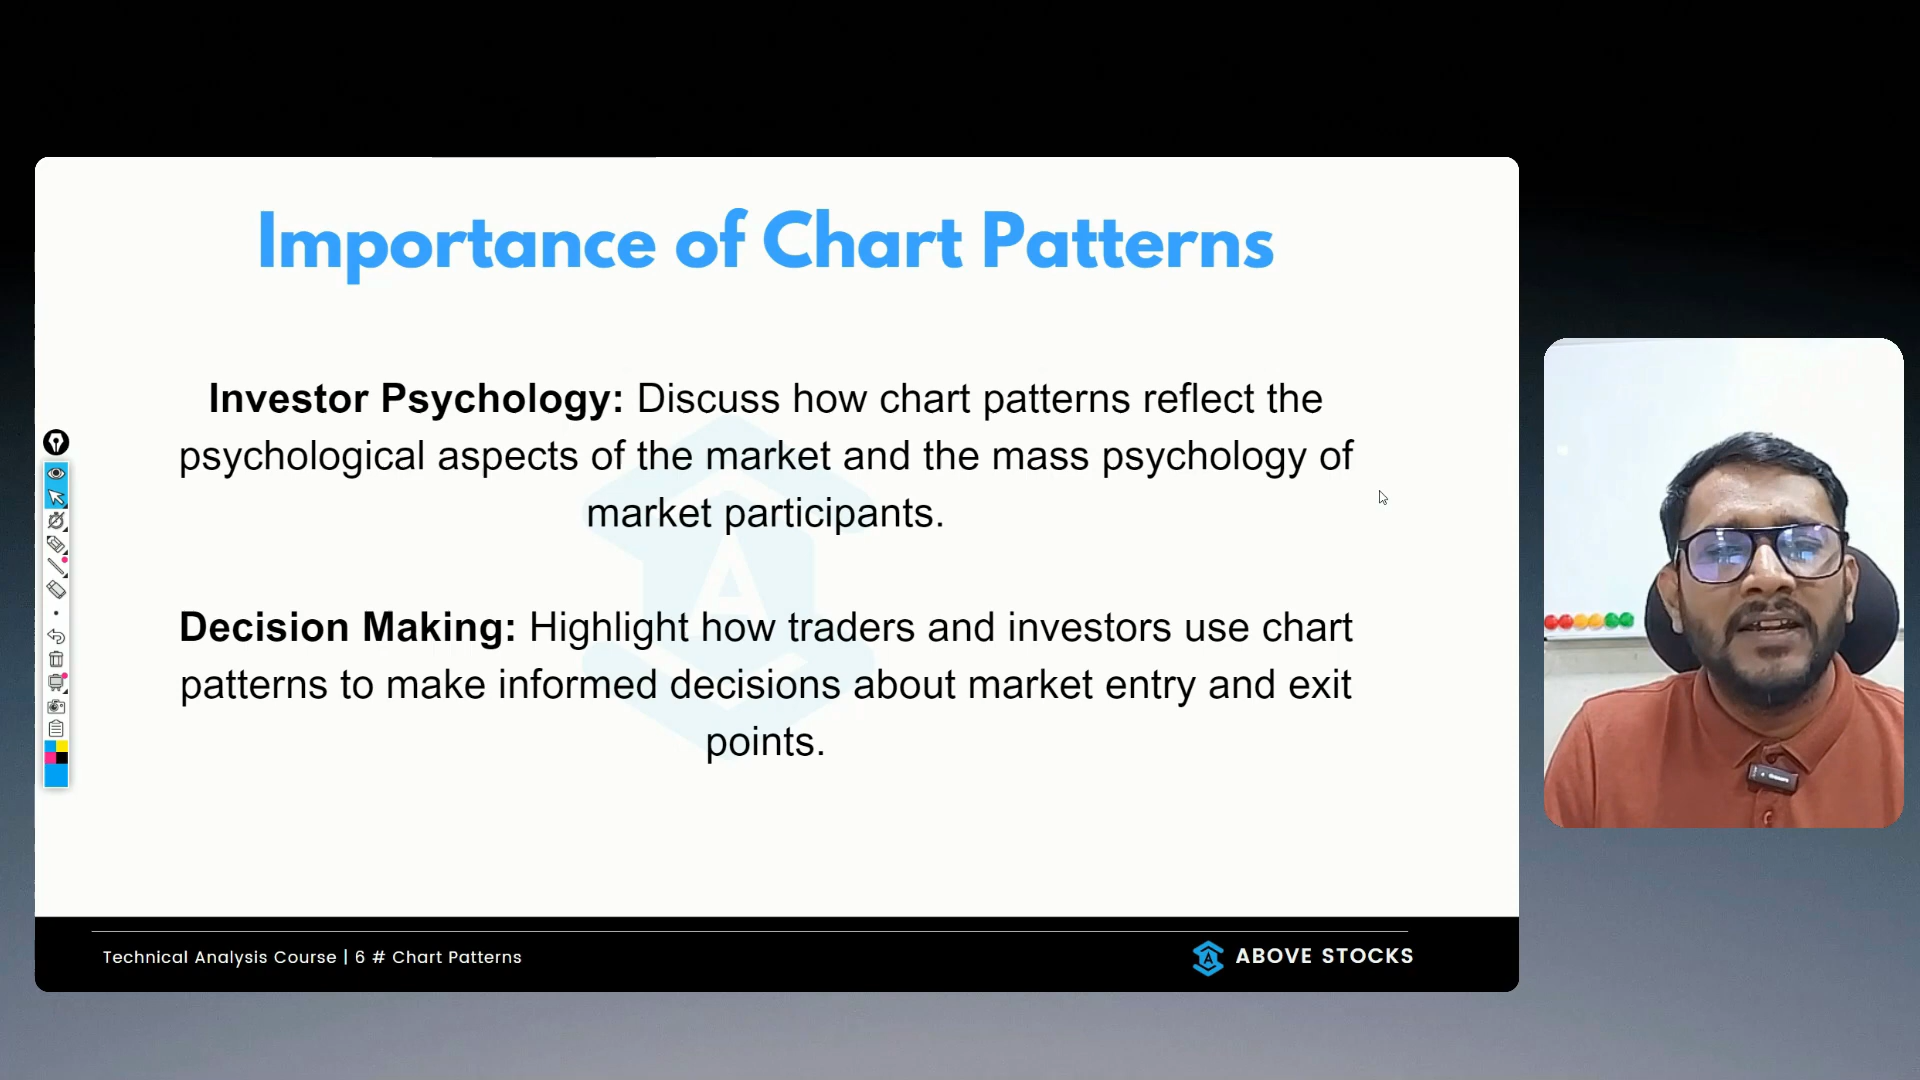 Importance of Chart Patterns
Investor Psychology: Discuss how chart patterns reflect the
psychological aspects of the market and the mass psychology of
market participants.
Decision Making: Highlight how traders and investors use chart
patterns to make informed decisions about market entry and exit
points.
Technical Analysis Course | 6 # Chart Patterns
A ABOVE STOCKS